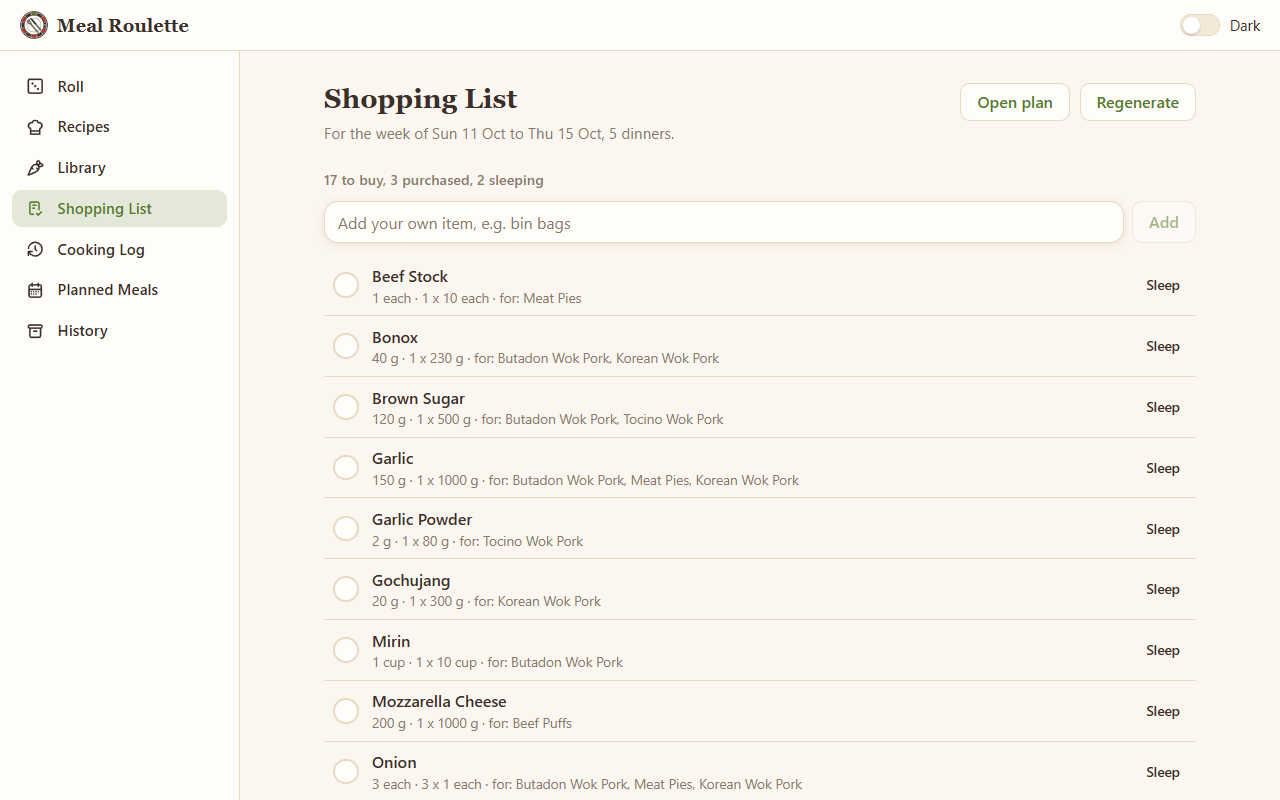 Meal Roulette
Dark
Roll
Recipes
Library
Shopping List
Cooking Log
Planned Meals
History
Shopping List
For the week of Sun 11 Oct to Thu 15 Oct, 5 dinners.
Open plan
Regenerate
17 to buy, 3 purchased, 2 sleeping
Add your own item, e.g. bin bags
Add
Beef Stock
1 each · 1 x 10 each · for: Meat Pies
Sleep
Bonox
40 g · 1 x 230 g · for: Butadon Wok Pork, Korean Wok Pork
Sleep
Brown Sugar
120 g · 1 x 500 g · for: Butadon Wok Pork, Tocino Wok Pork
Sleep
Garlic
150 g · 1 x 1000 g · for: Butadon Wok Pork, Meat Pies, Korean Wok Pork
Sleep
Garlic Powder
2 g · 1 x 80 g · for: Tocino Wok Pork
Sleep
Gochujang
20 g · 1 x 300 g · for: Korean Wok Pork
Sleep
Mirin
1 cup · 1 x 10 cup · for: Butadon Wok Pork
Sleep
Mozzarella Cheese
200 g · 1 x 1000 g · for: Beef Puffs
Sleep
Onion
3 each · 3 x 1 each · for: Butadon Wok Pork, Meat Pies, Korean Wok Pork
Sleep